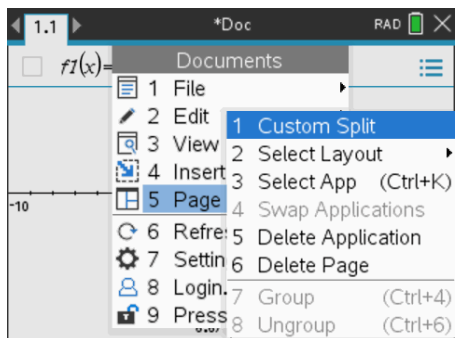 1.1 *Doc RAD
f1(x)=
Documents
1 File
2 Edit
3 View
4 Insert
5 Page
6 Refre
7 Settin
8 Login.
9 Press
1 Custom Split
2 Select Layout
3 Select App (Ctrl+K)
4 Swap Applications
5 Delete Application
6 Delete Page
7 Group (Ctrl+4)
8 Ungroup (Ctrl+6)
-10